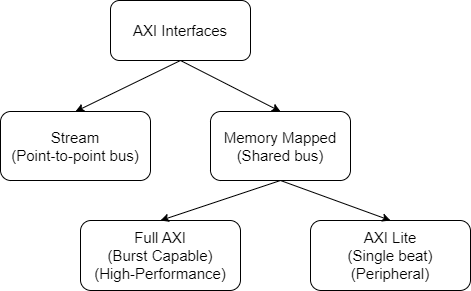 AXI Interfaces
Stream
(Point-to-point bus)
Memory Mapped
(Shared bus)
Full AXI
(Burst Capable)
(High-Performance)
AXI Lite
(Single beat)
(Peripheral)